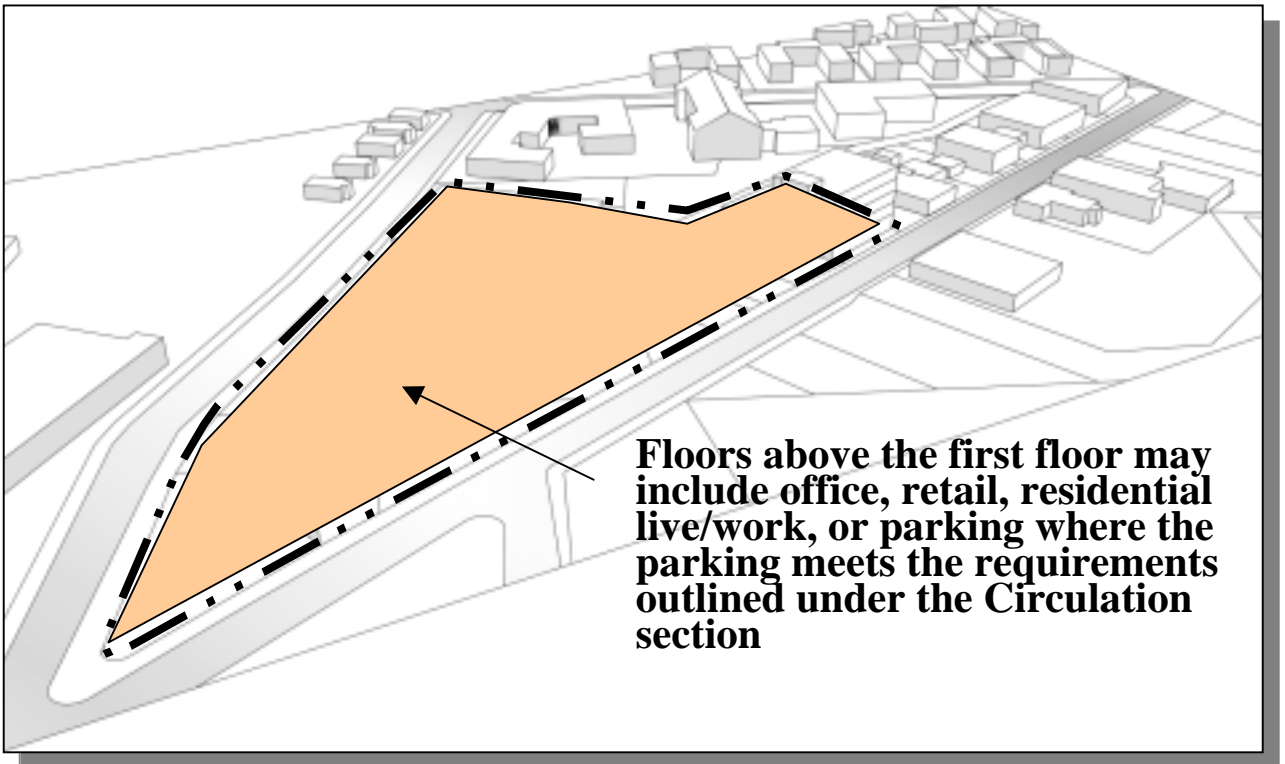 Floors above the first floor may
include office, retail, residential
live/work, or parking where the
parking meets the requirements
outlined under the Circulation
section